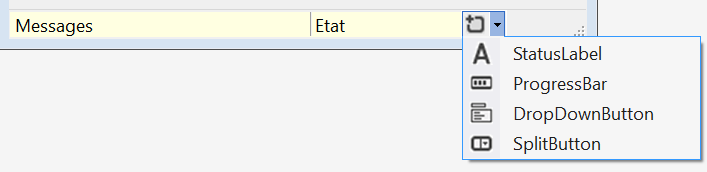 Messages Etat
StatusLabel
ProgressBar
DropDownButton
SplitButton